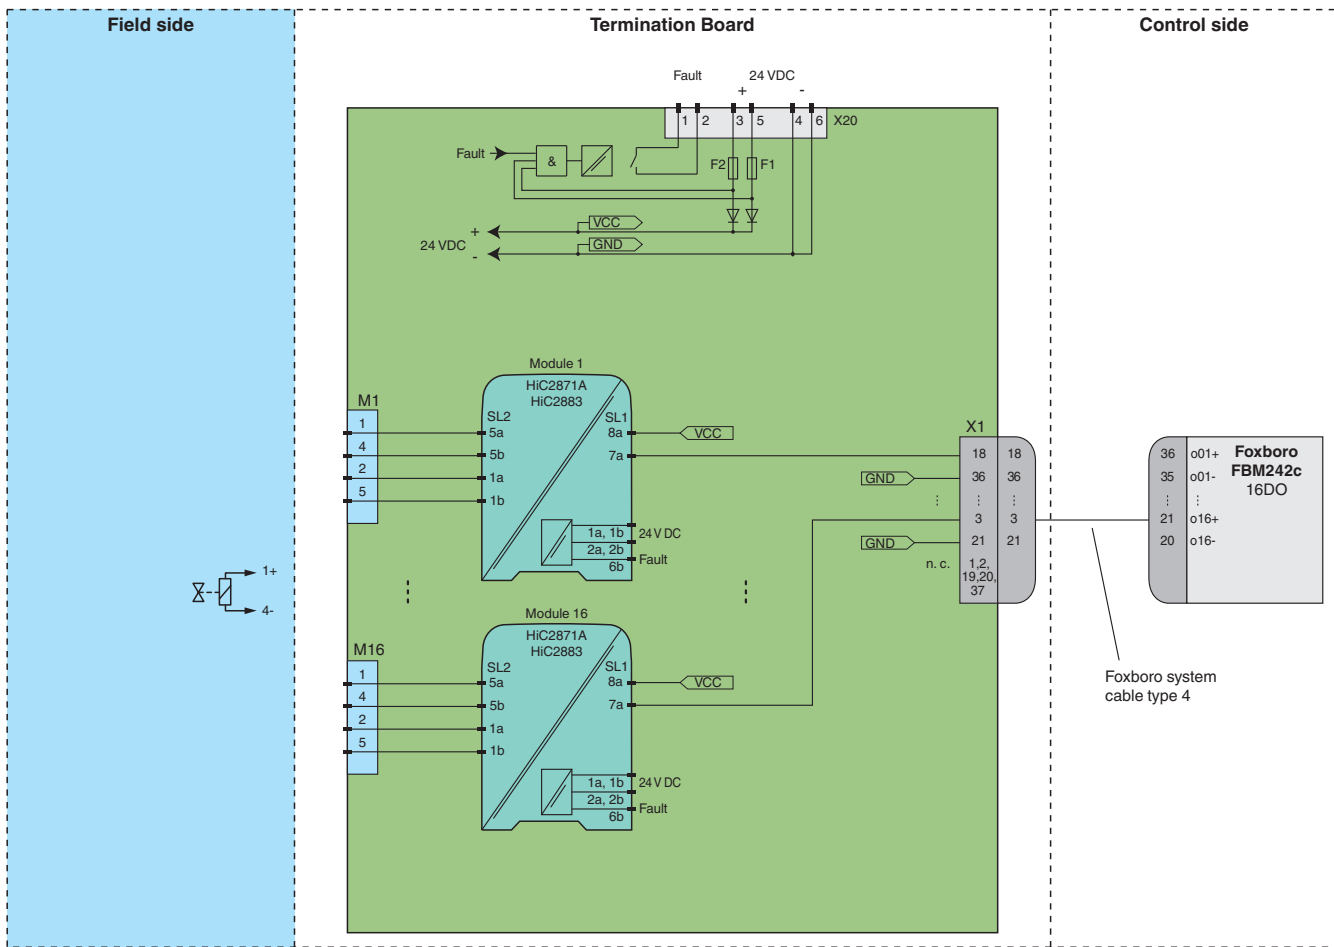 Field side
Termination Board
Control side
Fault
24 VDC
+
-
1
2
3
5
4
6
X20
Fault
&
F2
F1
VCC
+
24 VDC
GND
-
Module 1
HiC2871A
HiC2883
M1
SL2
SL1
1
5a
8a
VCC
4
5b
7a
2
1a
5
1b
1a, 1b
24 V DC
2a, 2b
Fault
6b
X1
18
18
GND
36
36
⋮
⋮
⋮
3
3
GND
21
21
n. c.
1,2,
19,20,
37
36
o01+
35
o01-
⋮
⋮
21
o16+
20
o16-
Foxboro
FBM242c
16DO
1+
4-
Module 16
HiC2871A
HiC2883
M16
SL2
SL1
1
5a
8a
VCC
4
5b
7a
2
1a
5
1b
1a, 1b
24 V DC
2a, 2b
Fault
6b
Foxboro system
cable type 4